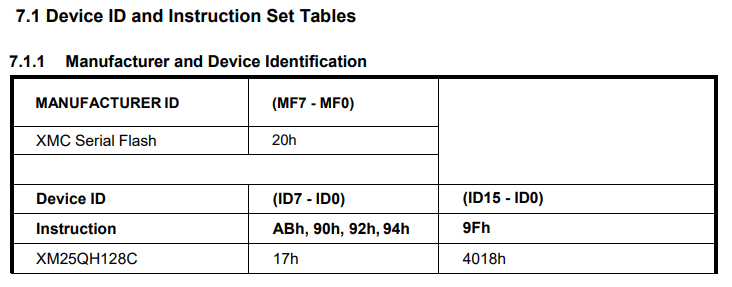 7.1 Device ID and Instruction Set Tables
7.1.1 Manufacturer and Device Identification
MANUFACTURER ID (MF7 - MF0)
XMC Serial Flash 20h
Device ID (ID7 - ID0) (ID15 - ID0)
Instruction ABh, 90h, 92h, 94h 9Fh
XM25QH128C 17h 4018h